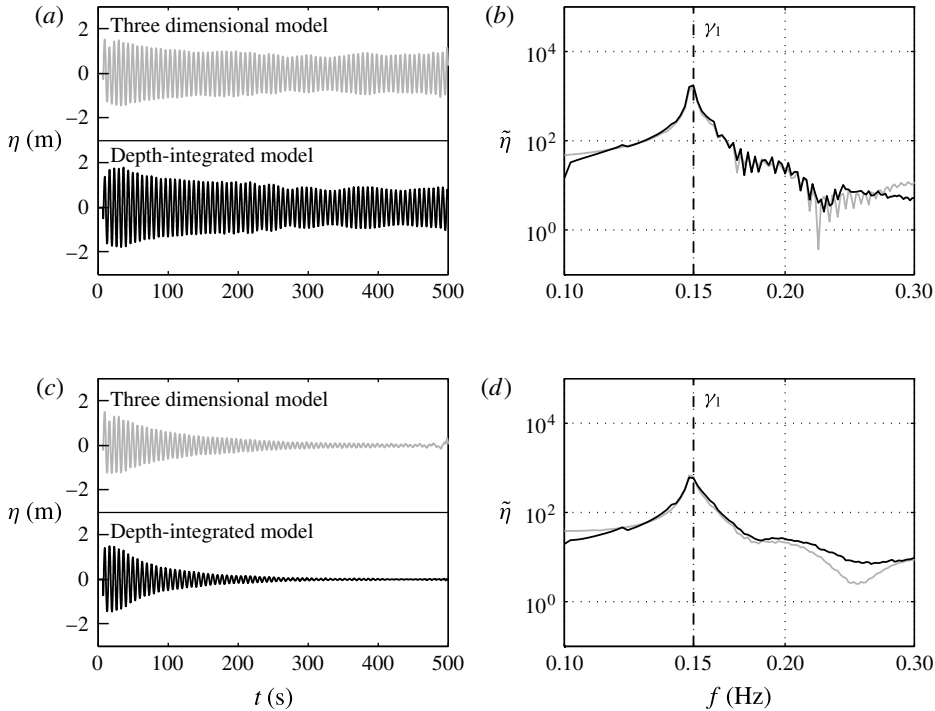 (a)
Three dimensional model
2
0
−2
η (m)
Depth-integrated model
2
0
−2
0 100 200 300 400 500
(b)
γ1
10^4
η̃
10^2
10^0
0.10 0.15 0.20 0.30
(c)
Three dimensional model
2
0
−2
η (m)
Depth-integrated model
2
0
−2
0 100 200 300 400 500
t (s)
(d)
γ1
10^4
η̃
10^2
10^0
0.10 0.15 0.20 0.30
f (Hz)